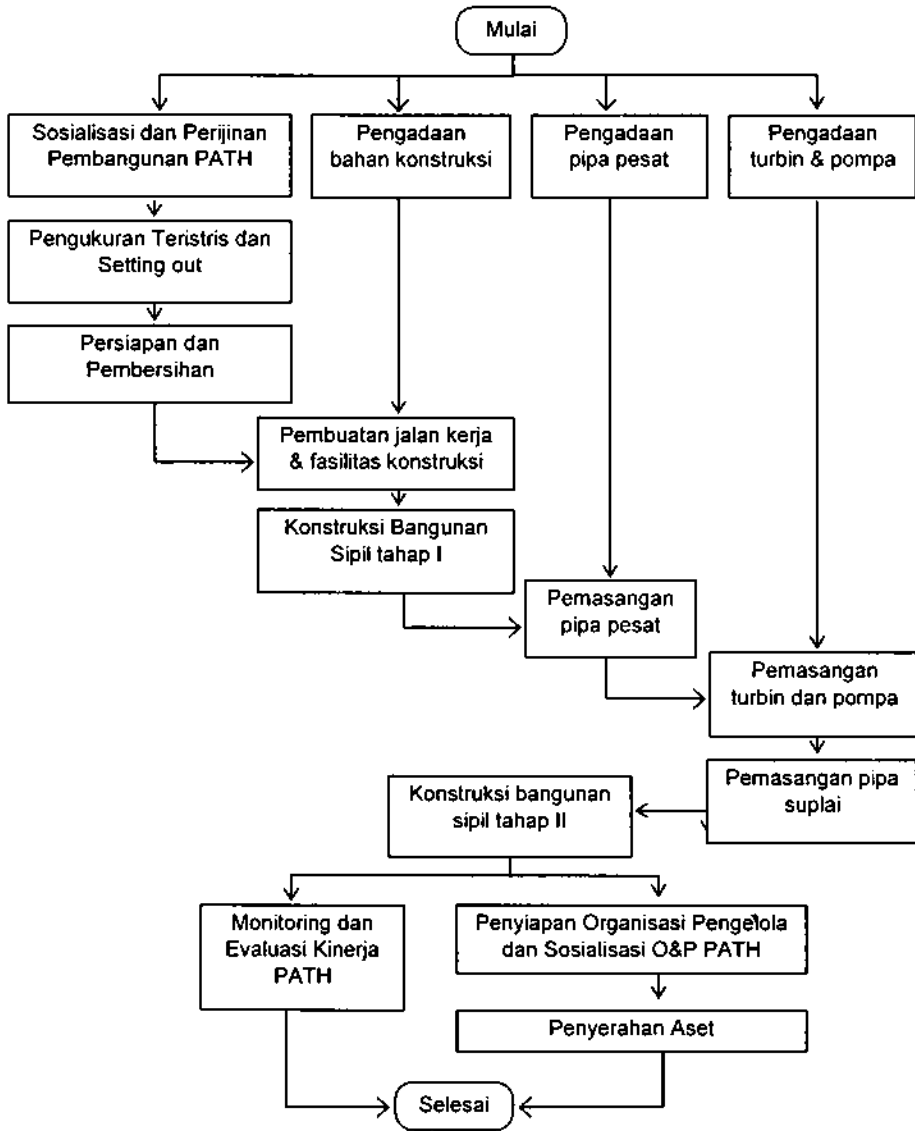 Mulai
Sosialisasi dan Perijinan
Pembangunan PATH
Pengadaan
bahan konstruksi
Pengadaan
pipa pesat
Pengadaan
turbin & pompa
Pengukuran Teristris dan
Setting out
Persiapan dan
Pembersihan
Pembuatan jalan kerja
& fasilitas konstruksi
Konstruksi Bangunan
Sipil tahap I
Pemasangan
pipa pesat
Pemasangan
turbin dan pompa
Pemasangan pipa
suplai
Konstruksi bangunan
sipil tahap II
Monitoring dan
Evaluasi Kinerja
PATH
Penyiapan Organisasi Pengelola
dan Sosialisasi O&P PATH
Penyerahan Aset
Selesai